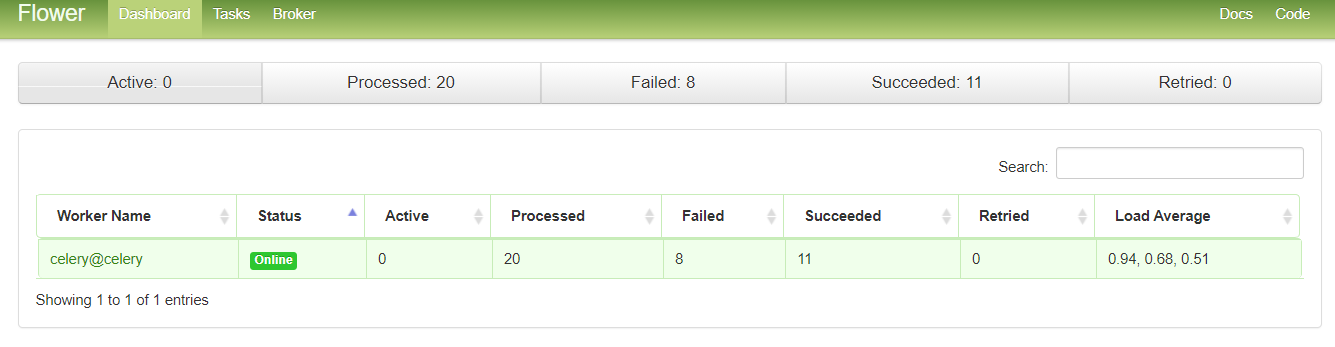 Flower Dashboard Tasks Broker Docs Code
Active: 0 Processed: 20 Failed: 8 Succeeded: 11 Retried: 0
Search:
Worker Name Status Active Processed Failed Succeeded Retried Load Average
celery@celery Online 0 20 8 11 0 0.94, 0.68, 0.51
Showing 1 to 1 of 1 entries